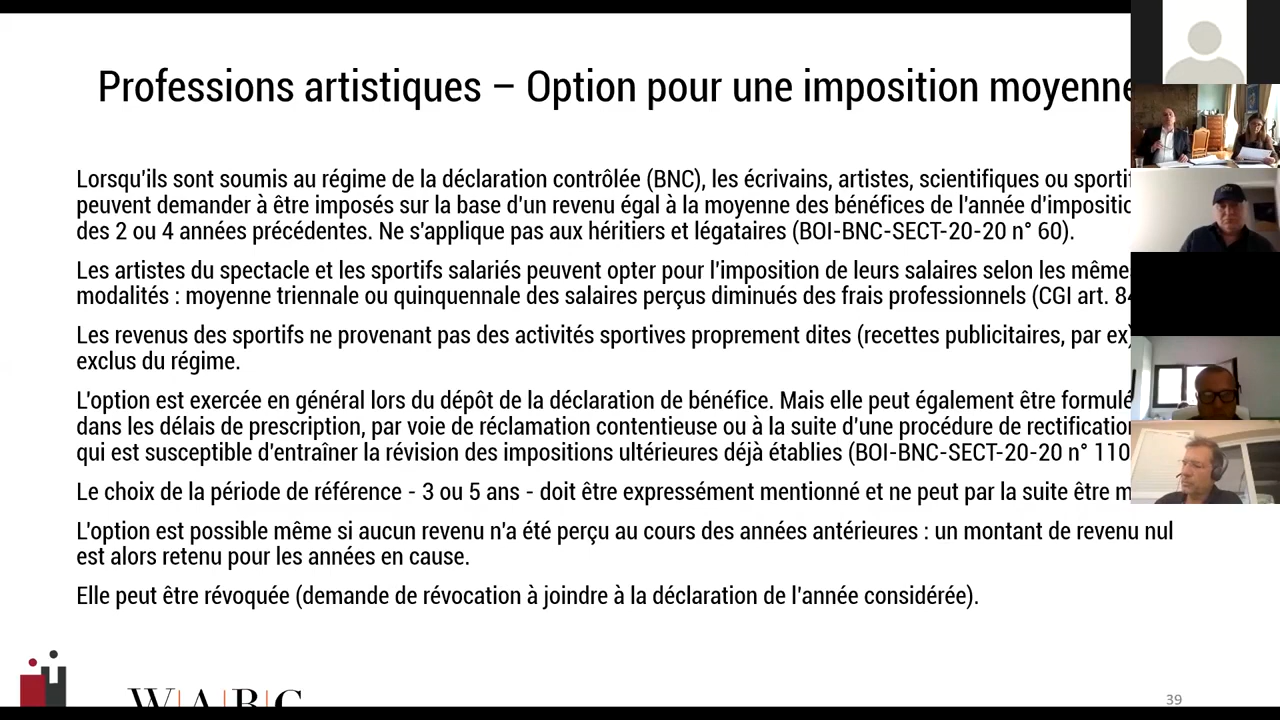 Professions artistiques – Option pour une imposition moyenne
Lorsqu'ils sont soumis au régime de la déclaration contrôlée (BNC), les écrivains, artistes, scientifiques ou
peuvent demander à être imposés sur la base d'un revenu égal à la moyenne des bénéfices de l'année
des 2 ou 4 années précédentes. Ne s'applique pas aux héritiers et légataires (BOI-BNC-SECT-20-20 n° 60).
Les artistes du spectacle et les sportifs salariés peuvent opter pour l'imposition de leurs salaires selon les
modalités : moyenne triennale ou quinquennale des salaires perçus diminués des frais professionnels (CGI art.
Les revenus des sportifs ne provenant pas des activités sportives proprement dites (recettes publicitaires, par ex)
exclus du régime.
L'option est exercée en général lors du dépôt de la déclaration de bénéfice. Mais elle peut également être
dans les délais de prescription, par voie de réclamation contentieuse ou à la suite d'une procédure de rectification
qui est susceptible d'entraîner la révision des impositions ultérieures déjà établies (BOI-BNC-SECT-20-20 n° 110
Le choix de la période de référence - 3 ou 5 ans - doit être expressément mentionné et ne peut par la suite être
L'option est possible même si aucun revenu n'a été perçu au cours des années antérieures : un montant de revenu nul
est alors retenu pour les années en cause.
Elle peut être révoquée (demande de révocation à joindre à la déclaration de l'année considérée).
W|A|B|C
39